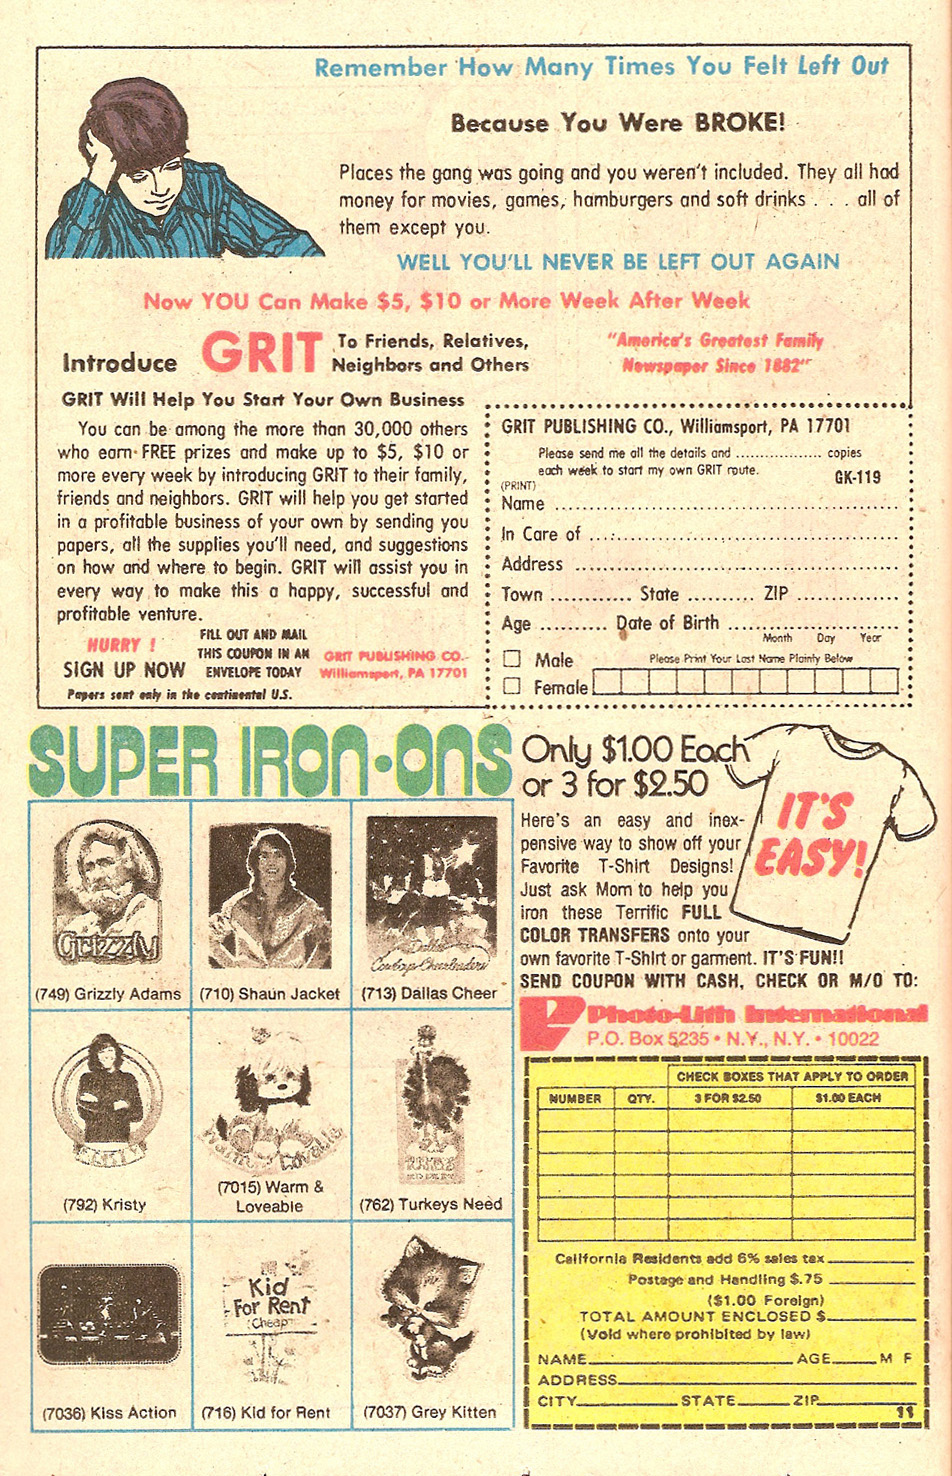 Remember How Many Times You Felt Left Out
Because You Were BROKE!
Places the gang was going and you weren't included. They all had
money for movies, games, hamburgers and soft drinks . . . all of
them except you.
WELL YOU'LL NEVER BE LEFT OUT AGAIN
Now YOU Can Make $5, $10 or More Week After Week
Introduce GRIT To Friends, Relatives,
Neighbors and Others
"America's Greatest Family
Newspaper Since 1882"
GRIT Will Help You Start Your Own Business
You can be among the more than 30,000 others
who earn FREE prizes and make up to $5, $10 or
more every week by introducing GRIT to their family,
friends and neighbors. GRIT will help you get started
in a profitable business of your own by sending you
papers, all the supplies you'll need, and suggestions
on how and where to begin. GRIT will assist you in
every way to make this a happy, successful and
profitable venture.
HURRY !
SIGN UP NOW
FILL OUT AND MAIL
THIS COUPON IN AN
ENVELOPE TODAY
GRIT PUBLISHING CO.
Williamsport, PA 17701
Papers sent only in the continental U.S.
GRIT PUBLISHING CO., Williamsport, PA 17701
Please send me all the details and ................. copies
each week to start my own GRIT route.
GK-119
(PRINT)
Name
In Care of
Address
Town ........... State .......... ZIP
Age .......... Date of Birth
Month Day Year
Male
Please Print Your Last Name Plainly Below
Female
SUPER IRON-ONS
Grizzly
(749) Grizzly Adams
(710) Shaun Jacket
Dallas
Cowboys Cheerleaders
(713) Dallas Cheer
KRISTY
(792) Kristy
Warm & Loveable
(7015) Warm &
Loveable
(762) Turkeys Need
(7036) Kiss Action
Kid
For Rent
(Cheap)
(716) Kid for Rent
(7037) Grey Kitten
Only $1.00 Each
or 3 for $2.50
IT'S
EASY!
Here's an easy and inex-
pensive way to show off your
Favorite T-Shirt Designs!
Just ask Mom to help you
iron these Terrific FULL
COLOR TRANSFERS onto your
own favorite T-Shirt or garment. IT'S FUN!!
SEND COUPON WITH CASH, CHECK OR M/O TO:
Photo-Lith International
P.O. Box 5235 • N.Y., N.Y. • 10022
CHECK BOXES THAT APPLY TO ORDER
NUMBER QTY. 3 FOR $2.50 $1.00 EACH
California Residents add 6% sales tax
Postage and Handling $.75
($1.00 Foreign)
TOTAL AMOUNT ENCLOSED $
(Void where prohibited by law)
NAME AGE M F
ADDRESS
CITY STATE ZIP
11